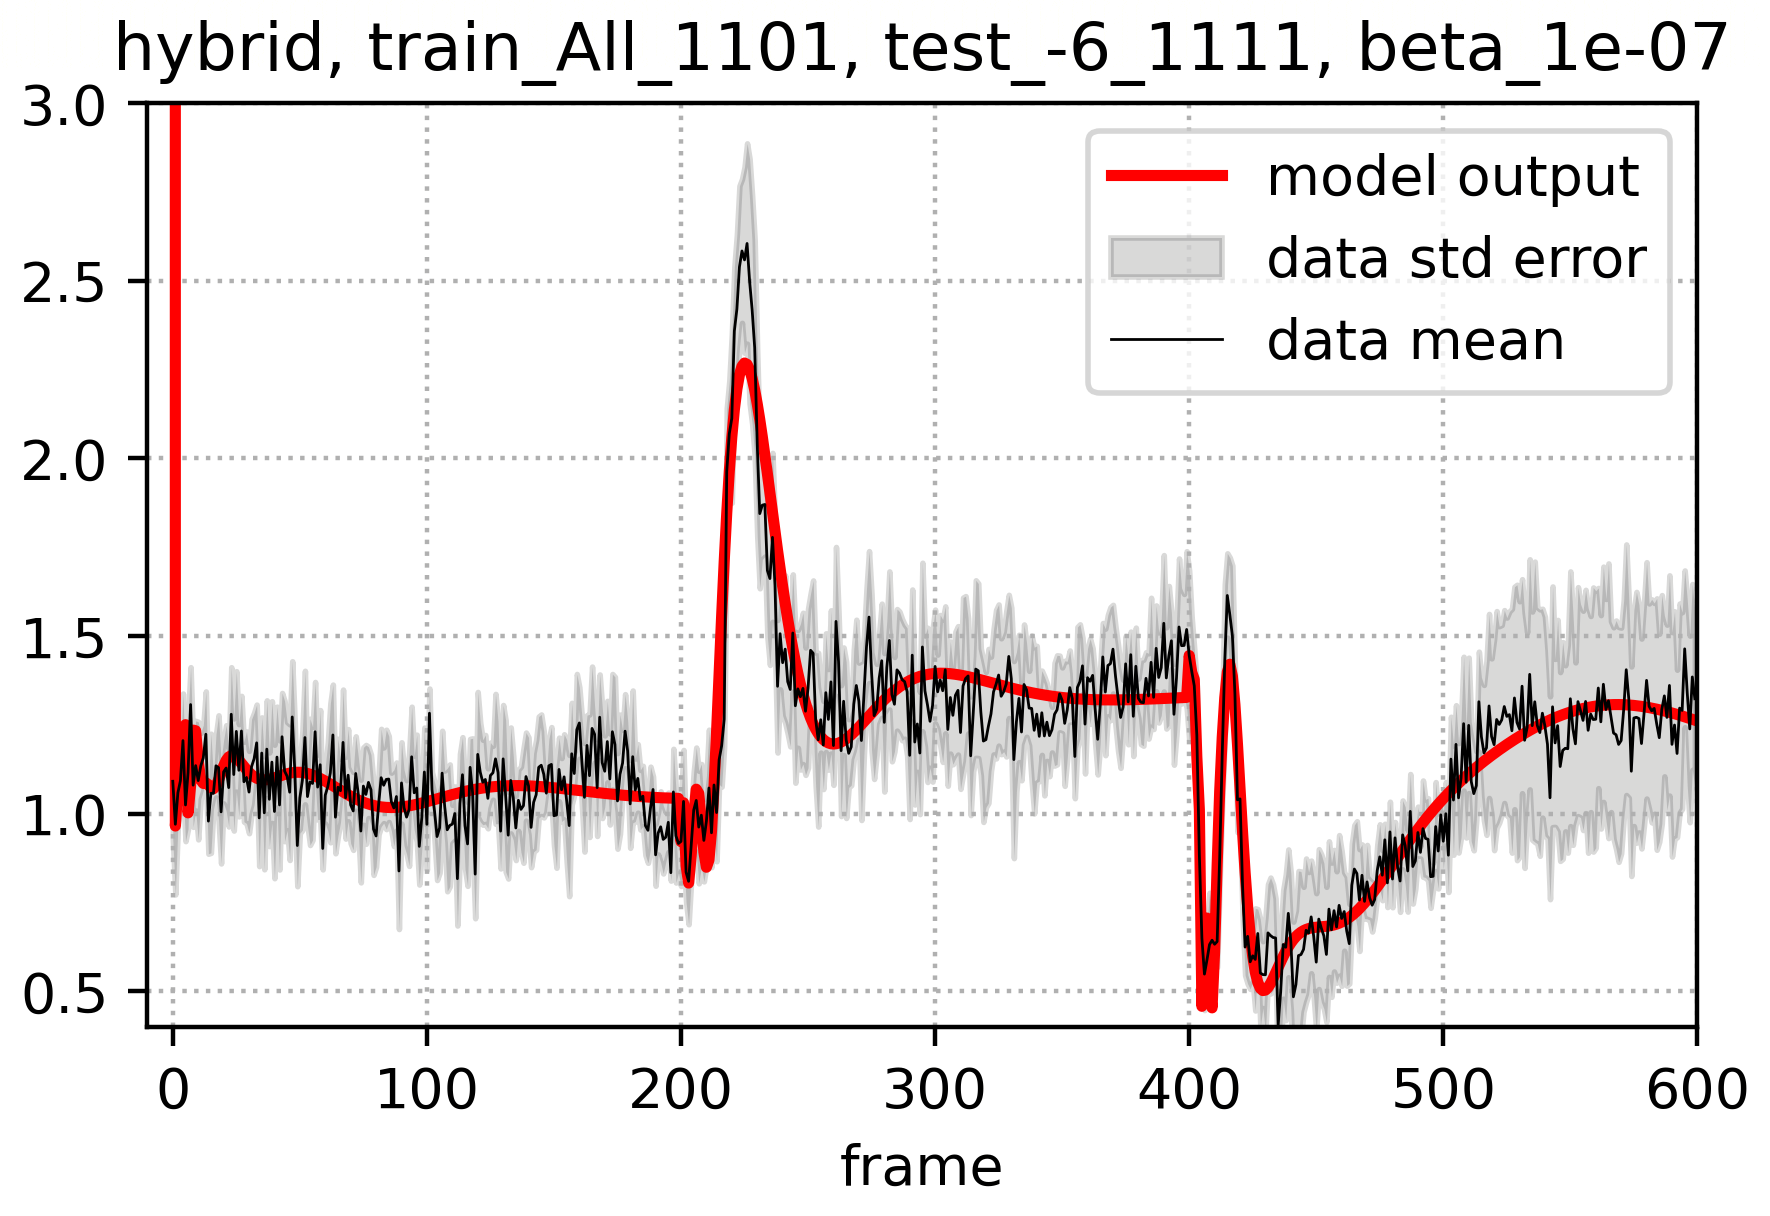 hybrid, train_All_1101, test_-6_1111, beta_1e-07
3.0
2.5
2.0
1.5
1.0
0.5
model output
data std error
data mean
0 100 200 300 400 500 600
frame